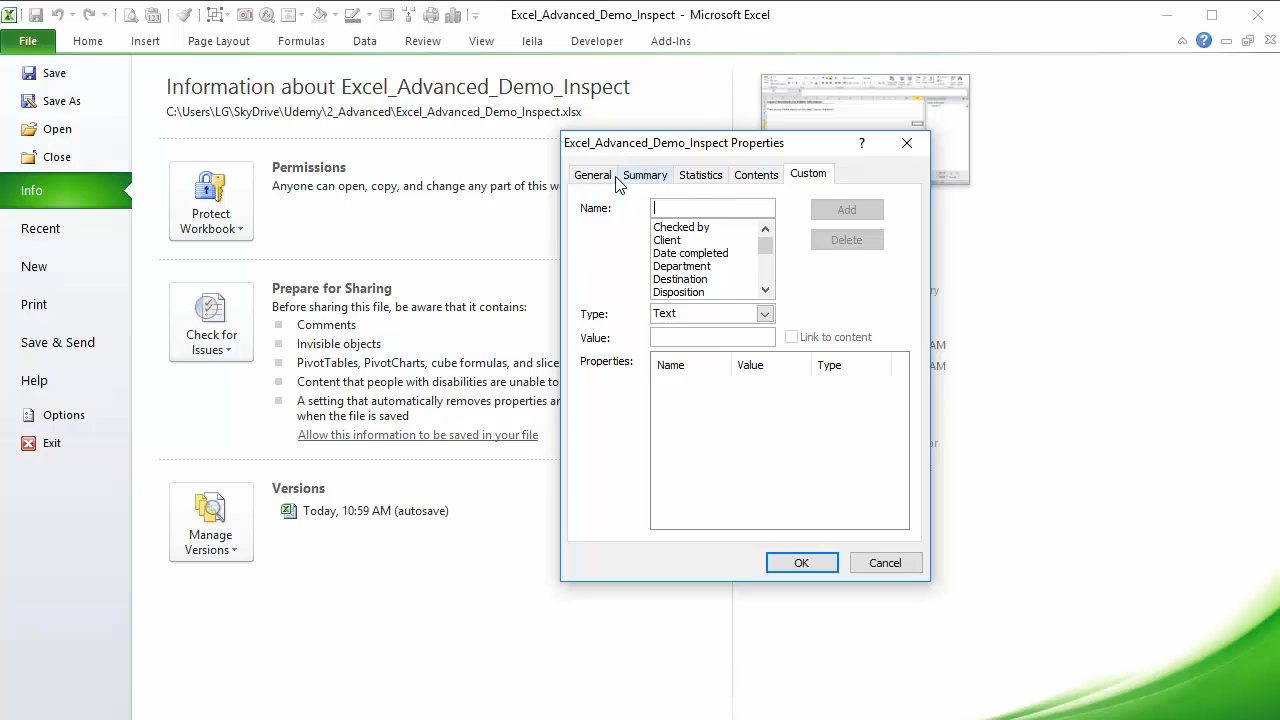 Excel_Advanced_Demo_Inspect - Microsoft Excel
File Home Insert Page Layout Formulas Data Review View leila Developer Add-Ins
Save
Save As
Open
Close
Info
Recent
New
Print
Save & Send
Help
Options
Exit
Information about Excel_Advanced_Demo_Inspect
C:\Users\LG\Drive\Udemy\2_Advanced\Excel_Advanced_Demo_Inspect.xlsx
Protect
Workbook
Permissions
Anyone can open, copy, and change any part of this w
Check for
Issues
Prepare for Sharing
Before sharing this file, be aware that it contains:
Comments
Invisible objects
PivotTables, PivotCharts, cube formulas, and slice
Content that people with disabilities are unable to
A setting that automatically removes properties ar
when the file is saved
Allow this information to be saved in your file
Manage
Versions
Versions
Today, 10:59 AM (autosave)
Excel_Advanced_Demo_Inspect Properties
General Summary Statistics Contents Custom
Name:
Add
Checked by
Client
Date completed
Department
Destination
Disposition
Delete
Type: Text
Value:
Link to content
Properties:
Name Value Type
OK Cancel
ry
AM
AM
or